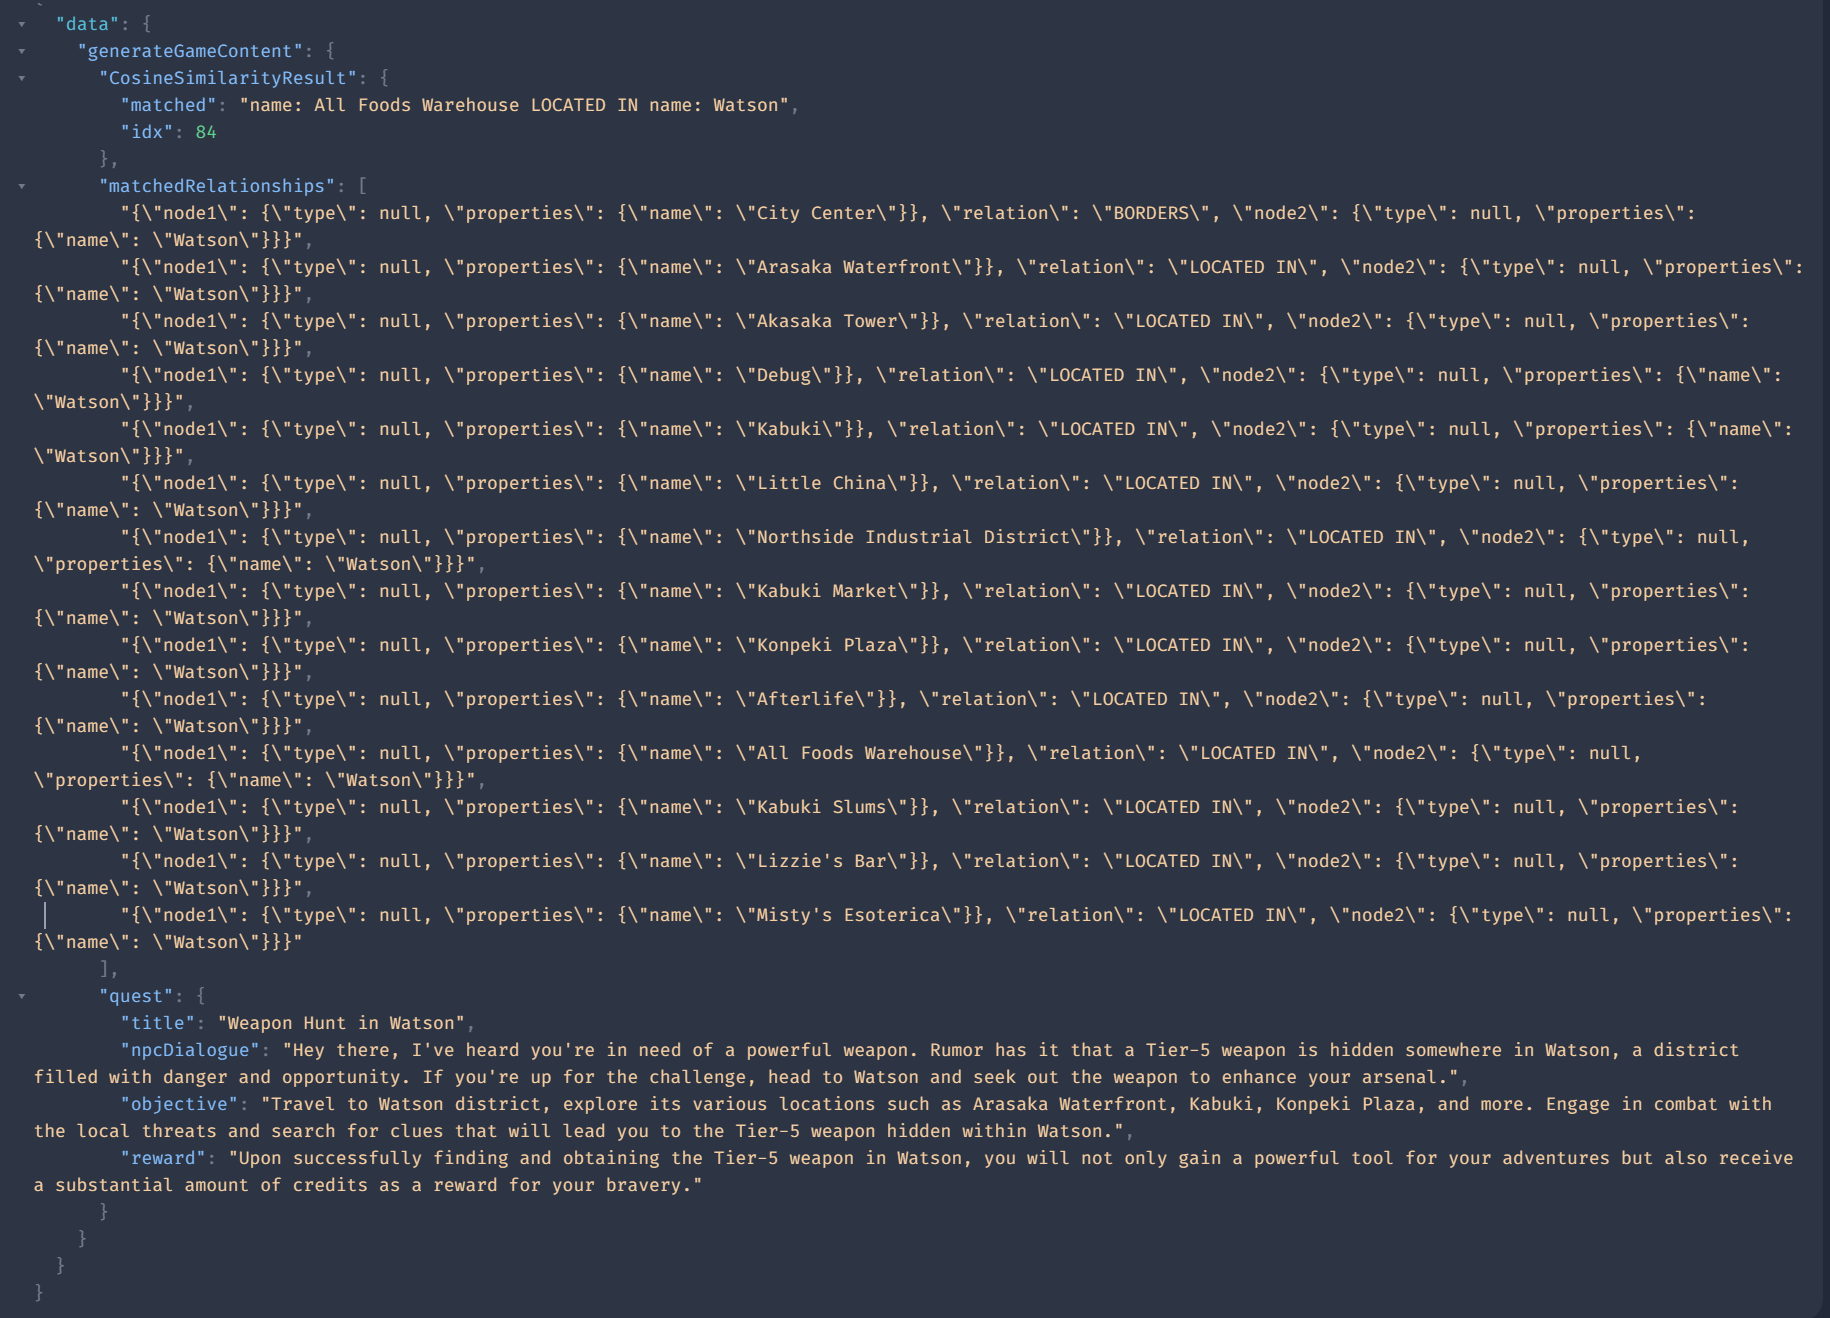 "data": {
"generateGameContent": {
"CosineSimilarityResult": {
"matched": "name: All Foods Warehouse LOCATED IN name: Watson",
"idx": 84
},
"matchedRelationships": [
"{\"node1\": {\"type\": null, \"properties\": {\"name\": \"City Center\"}}, \"relation\": \"BORDERS\", \"node2\": {\"type\": null, \"properties\":
{\"name\": \"Watson\"}}}",
"{\"node1\": {\"type\": null, \"properties\": {\"name\": \"Arasaka Waterfront\"}}, \"relation\": \"LOCATED IN\", \"node2\": {\"type\": null, \"properties\":
{\"name\": \"Watson\"}}}",
"{\"node1\": {\"type\": null, \"properties\": {\"name\": \"Akasaka Tower\"}}, \"relation\": \"LOCATED IN\", \"node2\": {\"type\": null, \"properties\":
{\"name\": \"Watson\"}}}",
"{\"node1\": {\"type\": null, \"properties\": {\"name\": \"Debug\"}}, \"relation\": \"LOCATED IN\", \"node2\": {\"type\": null, \"properties\": {\"name\":
\"Watson\"}}}",
"{\"node1\": {\"type\": null, \"properties\": {\"name\": \"Kabuki\"}}, \"relation\": \"LOCATED IN\", \"node2\": {\"type\": null, \"properties\": {\"name\":
\"Watson\"}}}",
"{\"node1\": {\"type\": null, \"properties\": {\"name\": \"Little China\"}}, \"relation\": \"LOCATED IN\", \"node2\": {\"type\": null, \"properties\":
{\"name\": \"Watson\"}}}",
"{\"node1\": {\"type\": null, \"properties\": {\"name\": \"Northside Industrial District\"}}, \"relation\": \"LOCATED IN\", \"node2\": {\"type\": null,
\"properties\": {\"name\": \"Watson\"}}}",
"{\"node1\": {\"type\": null, \"properties\": {\"name\": \"Kabuki Market\"}}, \"relation\": \"LOCATED IN\", \"node2\": {\"type\": null, \"properties\":
{\"name\": \"Watson\"}}}",
"{\"node1\": {\"type\": null, \"properties\": {\"name\": \"Konpeki Plaza\"}}, \"relation\": \"LOCATED IN\", \"node2\": {\"type\": null, \"properties\":
{\"name\": \"Watson\"}}}",
"{\"node1\": {\"type\": null, \"properties\": {\"name\": \"Afterlife\"}}, \"relation\": \"LOCATED IN\", \"node2\": {\"type\": null, \"properties\":
{\"name\": \"Watson\"}}}",
"{\"node1\": {\"type\": null, \"properties\": {\"name\": \"All Foods Warehouse\"}}, \"relation\": \"LOCATED IN\", \"node2\": {\"type\": null,
\"properties\": {\"name\": \"Watson\"}}}",
"{\"node1\": {\"type\": null, \"properties\": {\"name\": \"Kabuki Slums\"}}, \"relation\": \"LOCATED IN\", \"node2\": {\"type\": null, \"properties\":
{\"name\": \"Watson\"}}}",
"{\"node1\": {\"type\": null, \"properties\": {\"name\": \"Lizzie's Bar\"}}, \"relation\": \"LOCATED IN\", \"node2\": {\"type\": null, \"properties\":
{\"name\": \"Watson\"}}}",
"{\"node1\": {\"type\": null, \"properties\": {\"name\": \"Misty's Esoterica\"}}, \"relation\": \"LOCATED IN\", \"node2\": {\"type\": null, \"properties\":
{\"name\": \"Watson\"}}}"
],
"quest": {
"title": "Weapon Hunt in Watson",
"npcDialogue": "Hey there, I've heard you're in need of a powerful weapon. Rumor has it that a Tier-5 weapon is hidden somewhere in Watson, a district
filled with danger and opportunity. If you're up for the challenge, head to Watson and seek out the weapon to enhance your arsenal.",
"objective": "Travel to Watson district, explore its various locations such as Arasaka Waterfront, Kabuki, Konpeki Plaza, and more. Engage in combat with
the local threats and search for clues that will lead you to the Tier-5 weapon hidden within Watson.",
"reward": "Upon successfully finding and obtaining the Tier-5 weapon in Watson, you will not only gain a powerful tool for your adventures but also receive
a substantial amount of credits as a reward for your bravery."
}
}
}
}